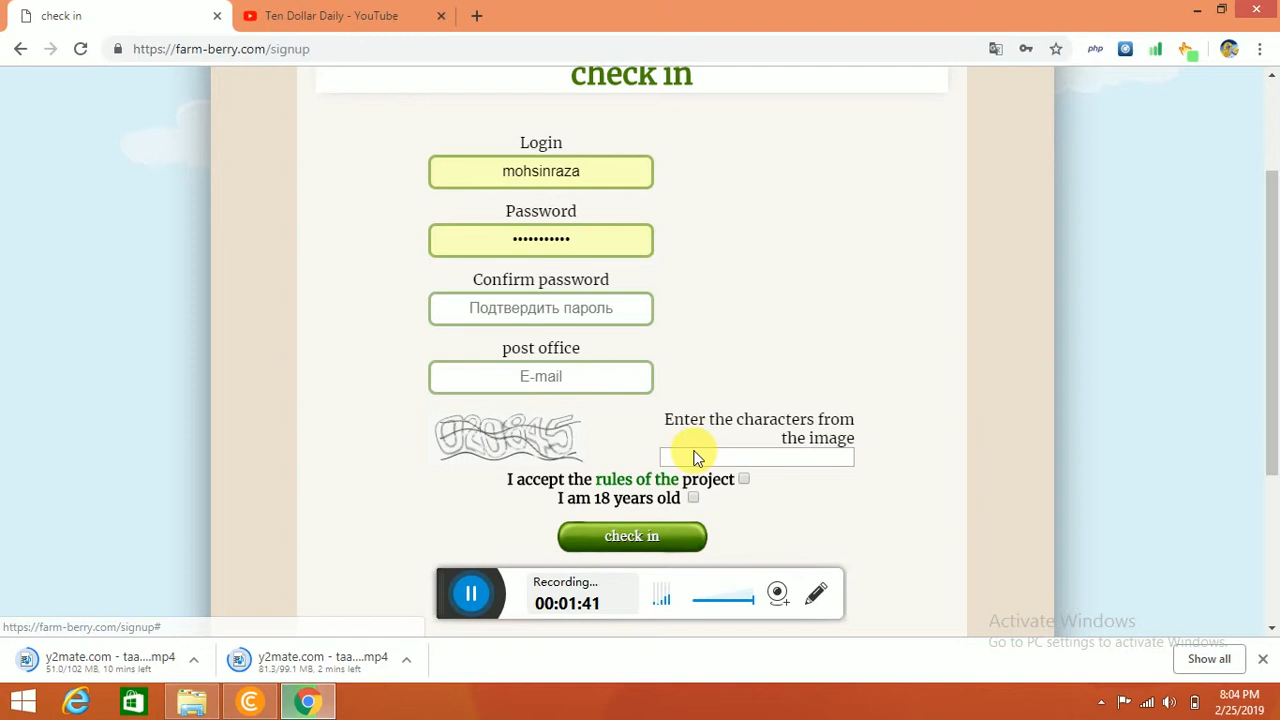 check in
Ten Dollar Daily - YouTube
https://farm-berry.com/signup
php
check in
Login
mohsinraza
Password
•••••••••••
Confirm password
Подтвердить пароль
post office
E-mail
Enter the characters from
the image
I accept the rules of the project
I am 18 years old
check in
Recording...
00:01:41
Activate Windows
Go to PC settings to activate Windows.
https://farm-berry.com/signup#
y2mate.com - taa....mp4
51.0/102 MB, 10 mins left
y2mate.com - taa....mp4
81.3/99.1 MB, 2 mins left
Show all
8:04 PM
2/25/2019